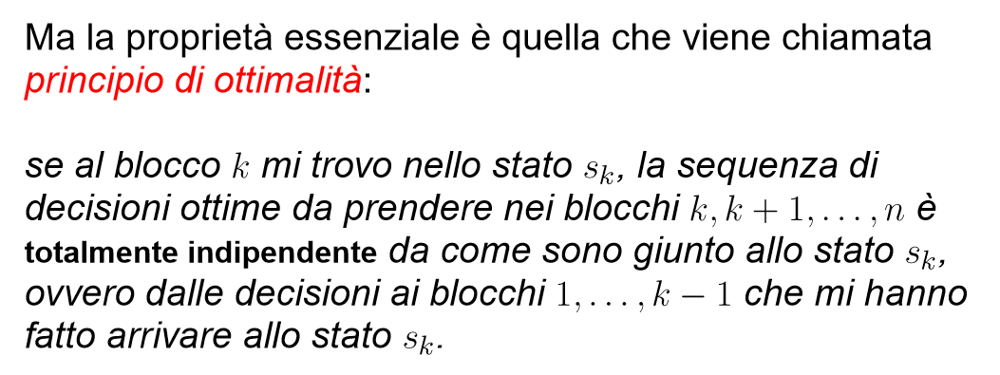 Ma la proprietà essenziale è quella che viene chiamata
principio di ottimalità:
se al blocco k mi trovo nello stato s_k, la sequenza di
decisioni ottime da prendere nei blocchi k, k + 1, . . . , n è
totalmente indipendente da come sono giunto allo stato s_k,
ovvero dalle decisioni ai blocchi 1, . . . , k − 1 che mi hanno
fatto arrivare allo stato s_k.